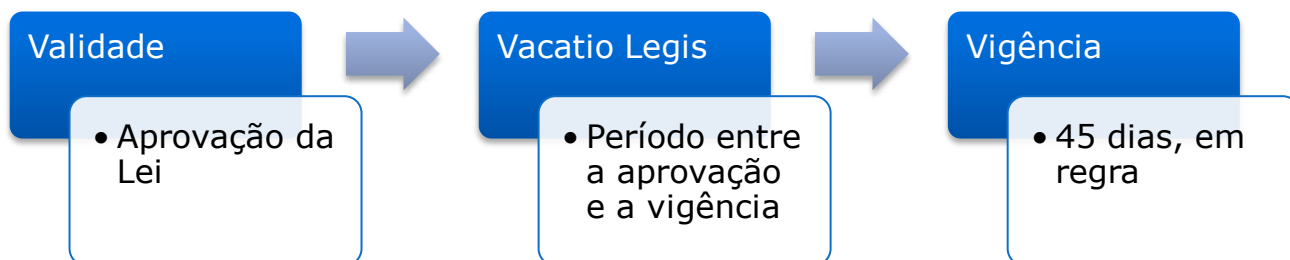 Validade
• Aprovação da
Lei
Vacatio Legis
• Período entre
a aprovação
e a vigência
Vigência
• 45 dias, em
regra